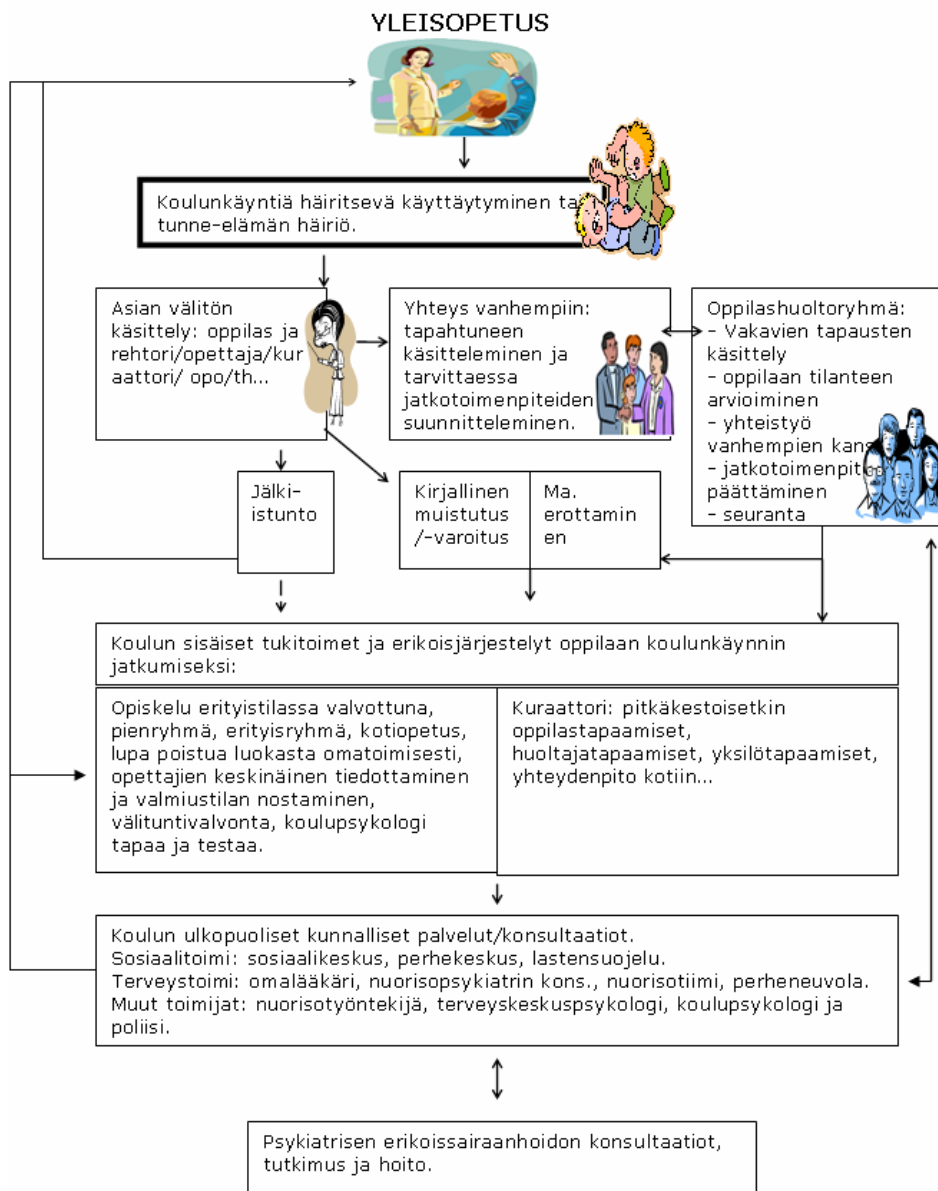 YLEISOPETUS
Koulunkäyntiä häiritsevä käyttäytyminen ta
tunne-elämän häiriö.
Asian välitön
käsittely: oppilas ja
rehtori/opettaja/kur
aattori/ opo/th...
Yhteys vanhempiin:
tapahtuneen
käsitteleminen ja
tarvittaessa
jatkotoimenpiteiden
suunnitteleminen.
Oppilashuoltoryhmä:
- Vakavien tapausten
käsittely
- oppilaan tilanteen
arvioiminen
- yhteistyö
vanhempien kans
- jatkotoimenpit
päättäminen
- seuranta
Jälki-
istunto
Kirjallinen
muistutus
/-varoitus
Ma.
erottamin
en
Koulun sisäiset tukitoimet ja erikoisjärjestelyt oppilaan koulunkäynnin
jatkumiseksi:
Opiskelu erityistilassa valvottuna,
pienryhmä, erityisryhmä, kotiopetus,
lupa poistua luokasta omatoimisesti,
opettajien keskinäinen tiedottaminen
ja valmiustilan nostaminen,
välituntivalvonta, koulupsykologi
tapaa ja testaa.
Kuraattori: pitkäkestoisetkin
oppilastapaamiset,
huoltajatapaamiset, yksilötapaamiset,
yhteydenpito kotiin...
Koulun ulkopuoliset kunnalliset palvelut/konsultaatiot.
Sosiaalitoimi: sosiaalikeskus, perhekeskus, lastensuojelu.
Terveystoimi: omalääkäri, nuorisopsykiatrin kons., nuorisotiimi, perheneuvola.
Muut toimijat: nuorisotyöntekijä, terveyskeskuspsykologi, koulupsykologi ja
poliisi.
Psykiatrisen erikoissairaanhoidon konsultaatiot,
tutkimus ja hoito.